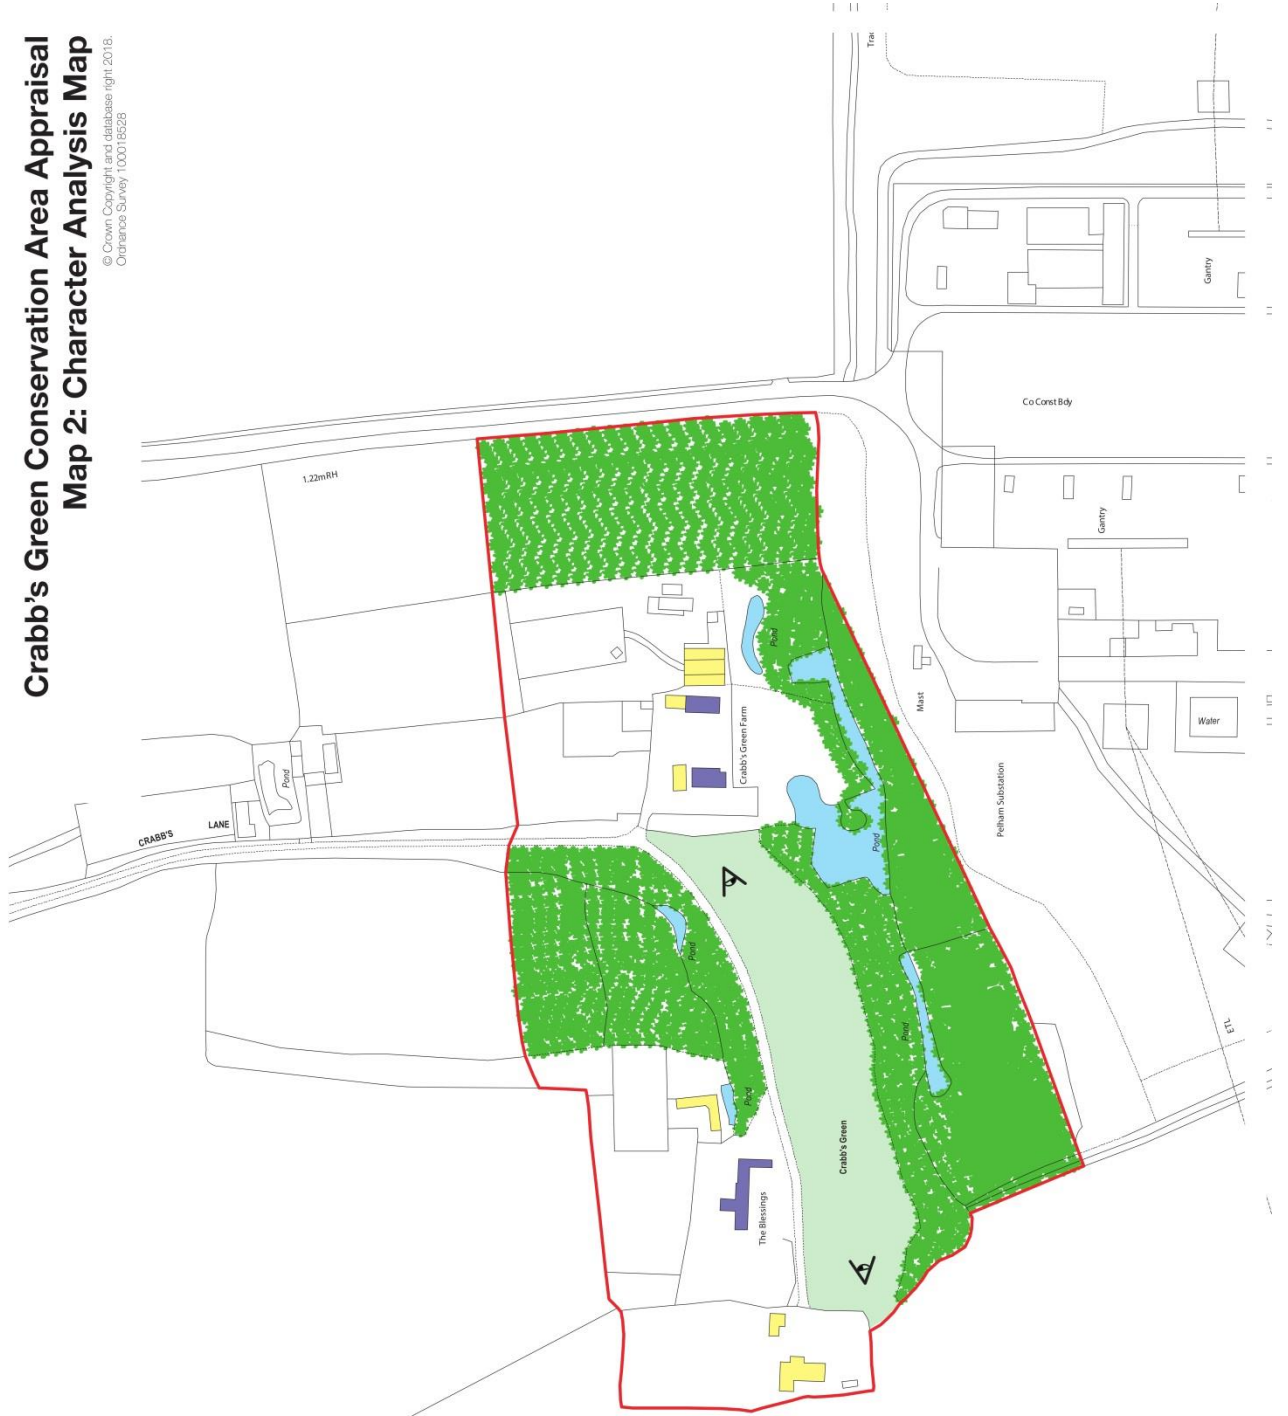 Crabb's Green Conservation Area Appraisal
Map 2: Character Analysis Map
© Crown Copyright and database right 2018.
Ordnance Survey 100018528
1.22m RH
Co Const Bdy
Gantry
Gantry
Pond
CRABB'S LANE
Crabb's Green Farm
Pond
Pond
Pond
Pond
Pond
Mast
Pelham Substation
Water
Crabb's Green
The Blessings
ETL